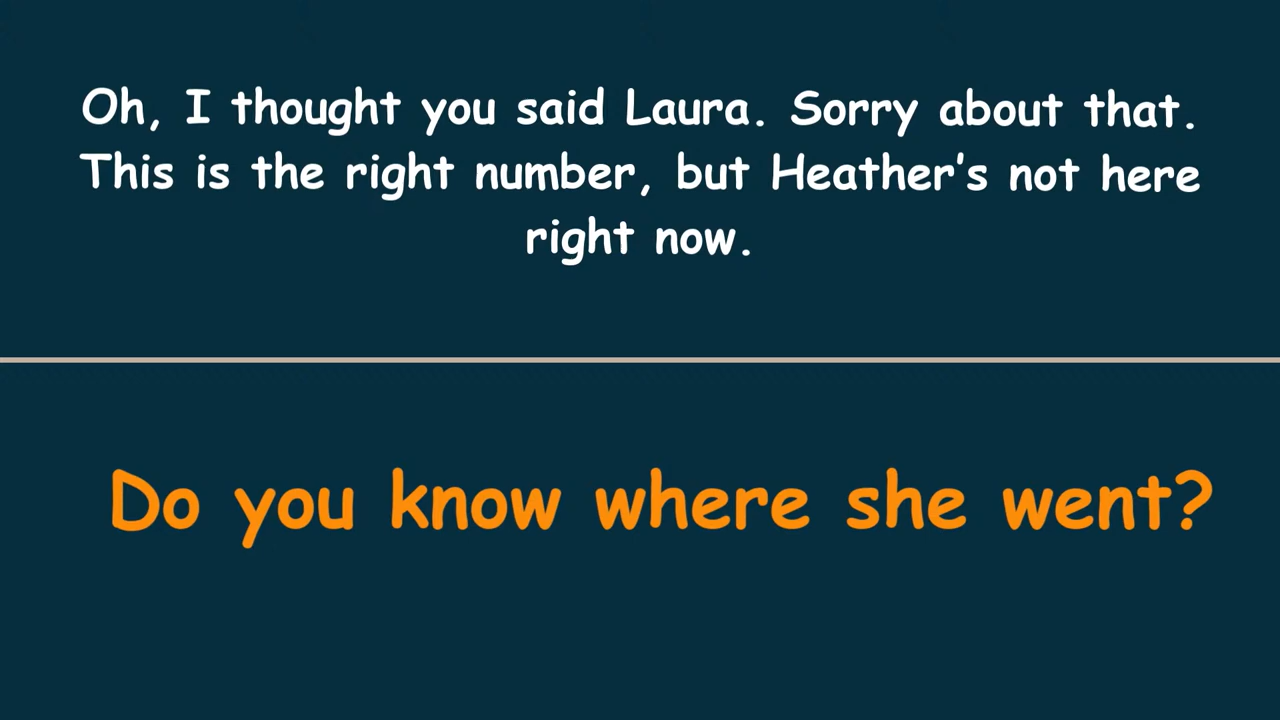 Oh, I thought you said Laura. Sorry about that.
This is the right number, but Heather's not here
right now.
Do you know where she went?